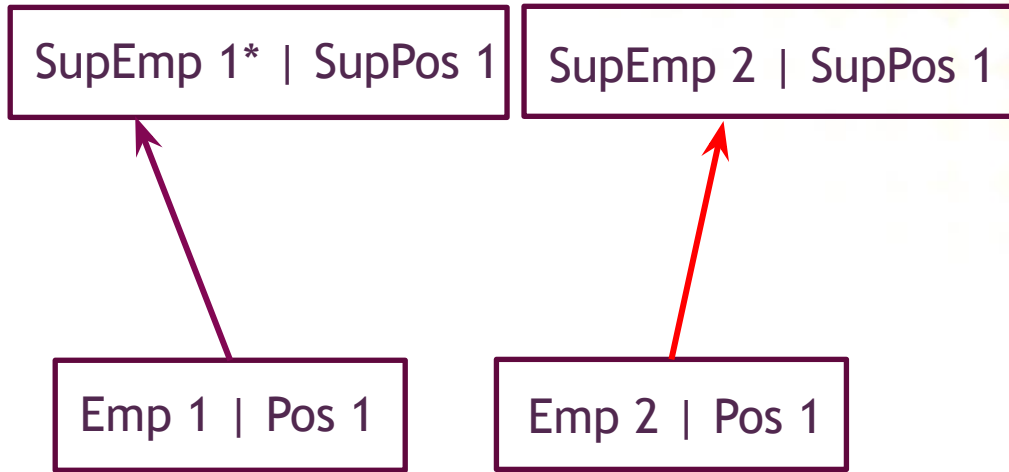 SupEmp 1* | SupPos 1
SupEmp 2 | SupPos 1
Emp 1 | Pos 1
Emp 2 | Pos 1